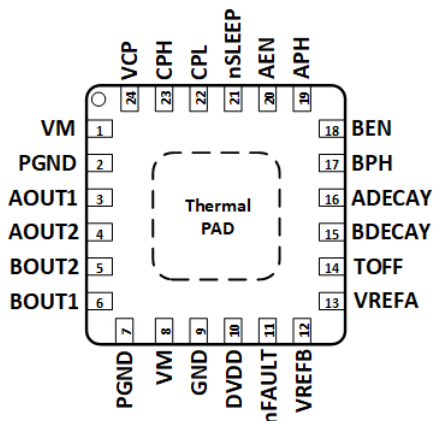 VCP CPH CPL nSLEEP AEN APH
24 23 22 21 20 19
VM 1 18 BEN
PGND 2 17 BPH
AOUT1 3 16 ADECAY
AOUT2 4 15 BDECAY
BOUT2 5 14 TOFF
BOUT1 6 13 VREFA
Thermal
PAD
7 8 9 10 11 12
PGND VM GND DVDD nFAULT VREFB